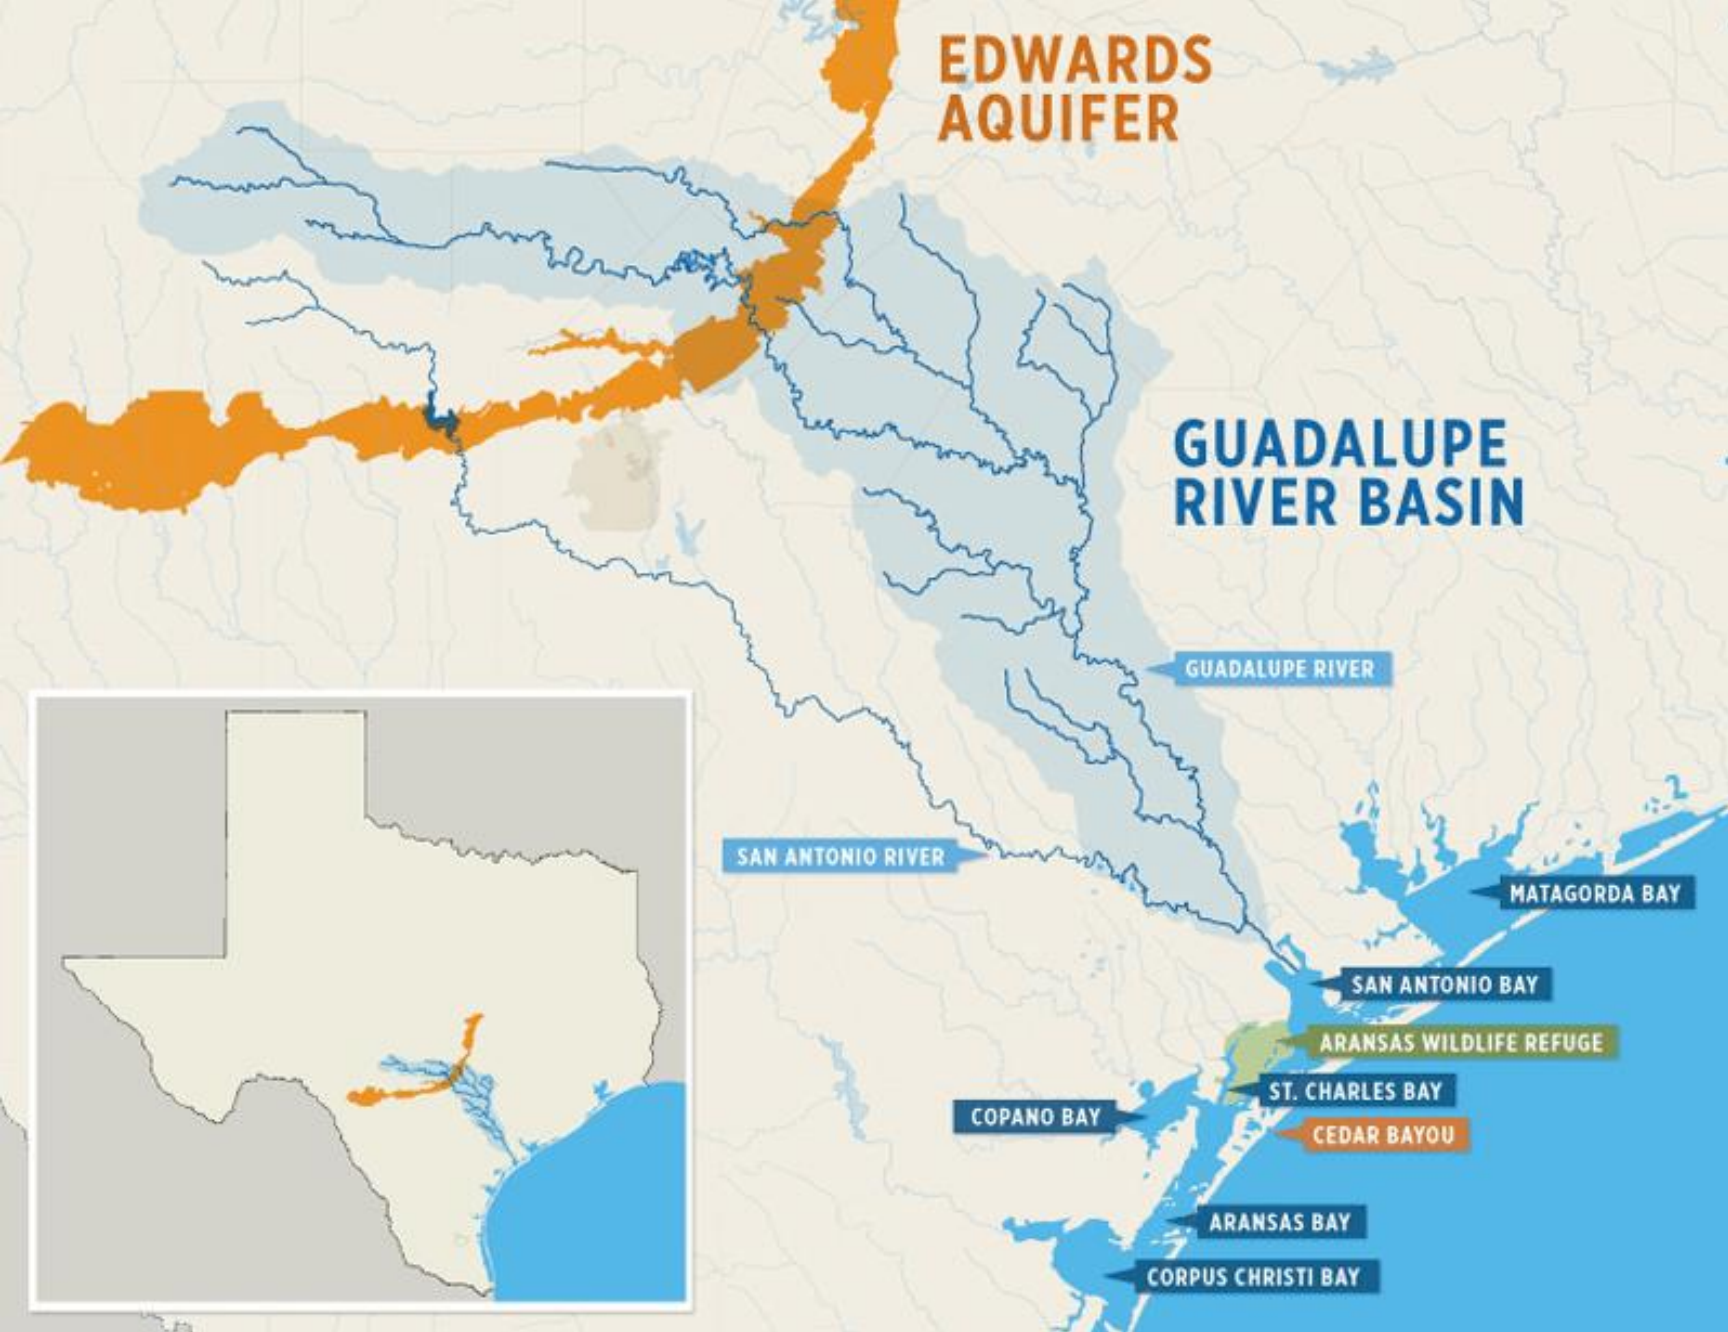 EDWARDS
AQUIFER
GUADALUPE
RIVER BASIN
GUADALUPE RIVER
SAN ANTONIO RIVER
MATAGORDA BAY
SAN ANTONIO BAY
ARANSAS WILDLIFE REFUGE
ST. CHARLES BAY
COPANO BAY
CEDAR BAYOU
ARANSAS BAY
CORPUS CHRISTI BAY